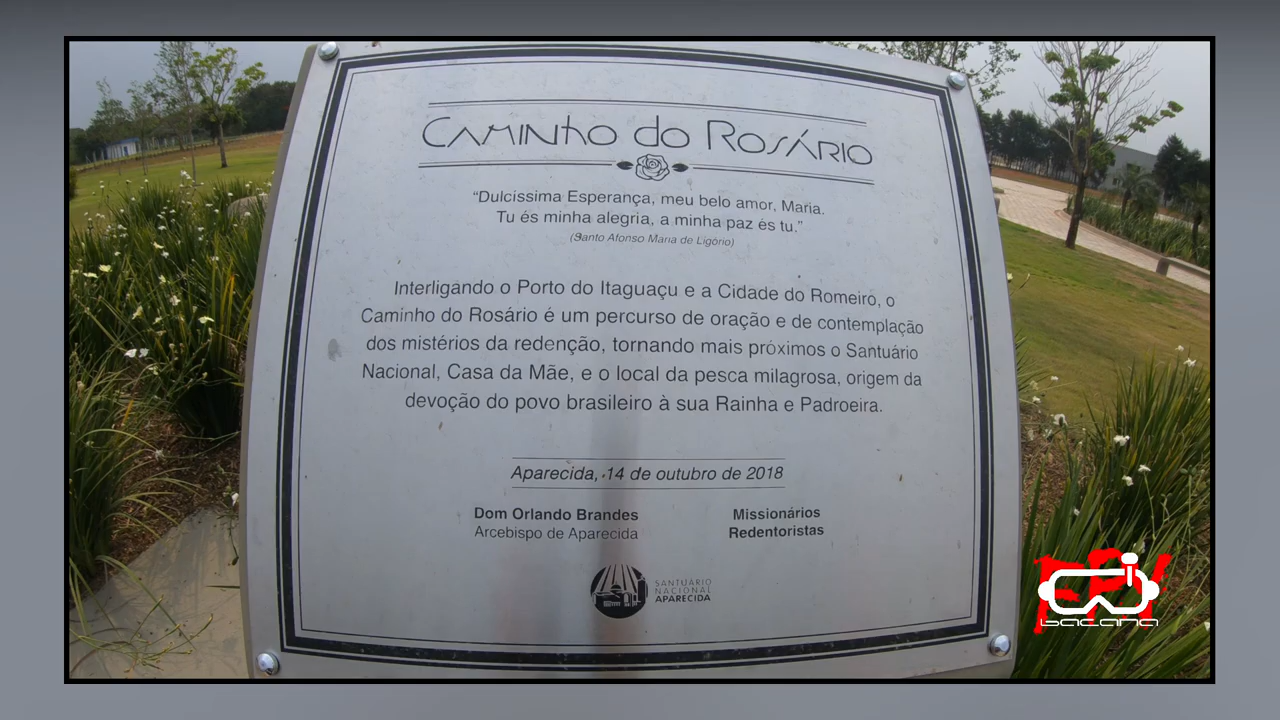 CAMINHO DO ROSÁRIO
“Dulcissima Esperança, meu belo amor, Maria.
Tu és minha alegria, a minha paz és tu.”
(Santo Afonso Maria de Ligório)
Interligando o Porto do Itaguaçu e a Cidade do Romeiro, o
Caminho do Rosário é um percurso de oração e de contemplação
dos mistérios da redenção, tornando mais próximos o Santuário
Nacional, Casa da Mãe, e o local da pesca milagrosa, origem da
devoção do povo brasileiro à sua Rainha e Padroeira.
Aparecida, 14 de outubro de 2018
Dom Orlando Brandes
Arcebispo de Aparecida
Missionários
Redentoristas
SANTUÁRIO
NACIONAL
APARECIDA
FPV
bacana